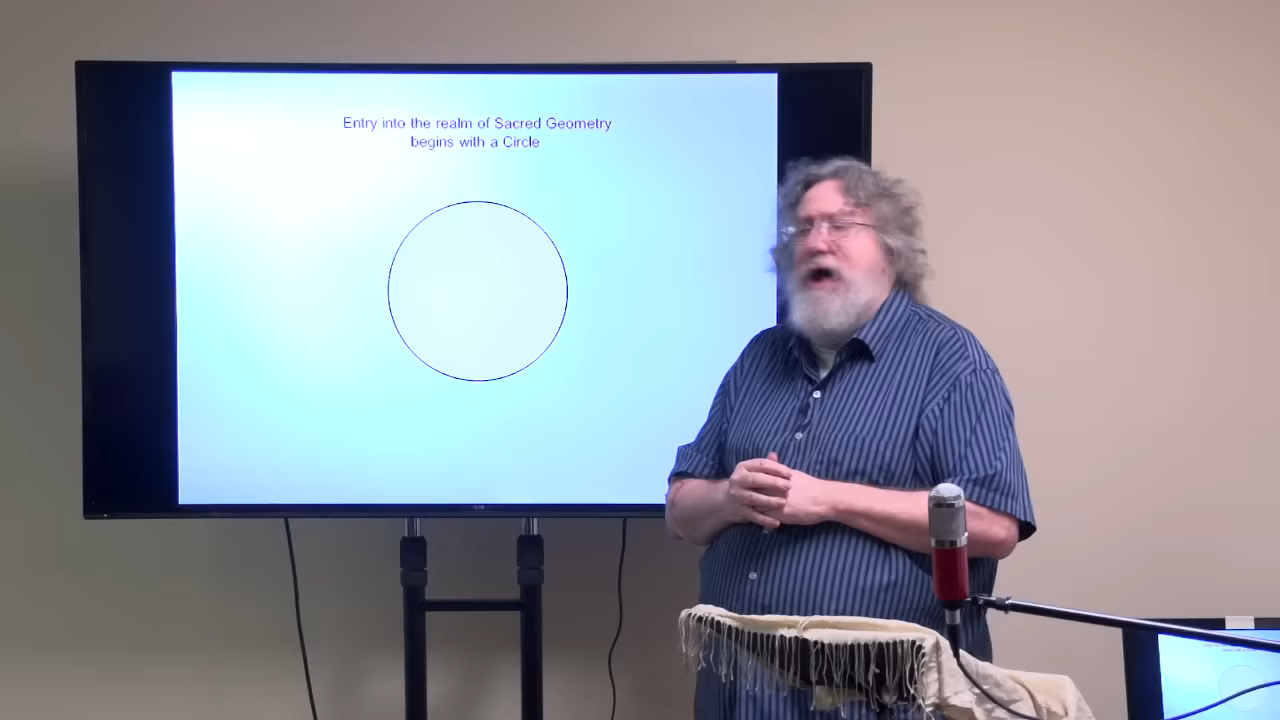 Entry into the realm of Sacred Geometry
begins with a Circle